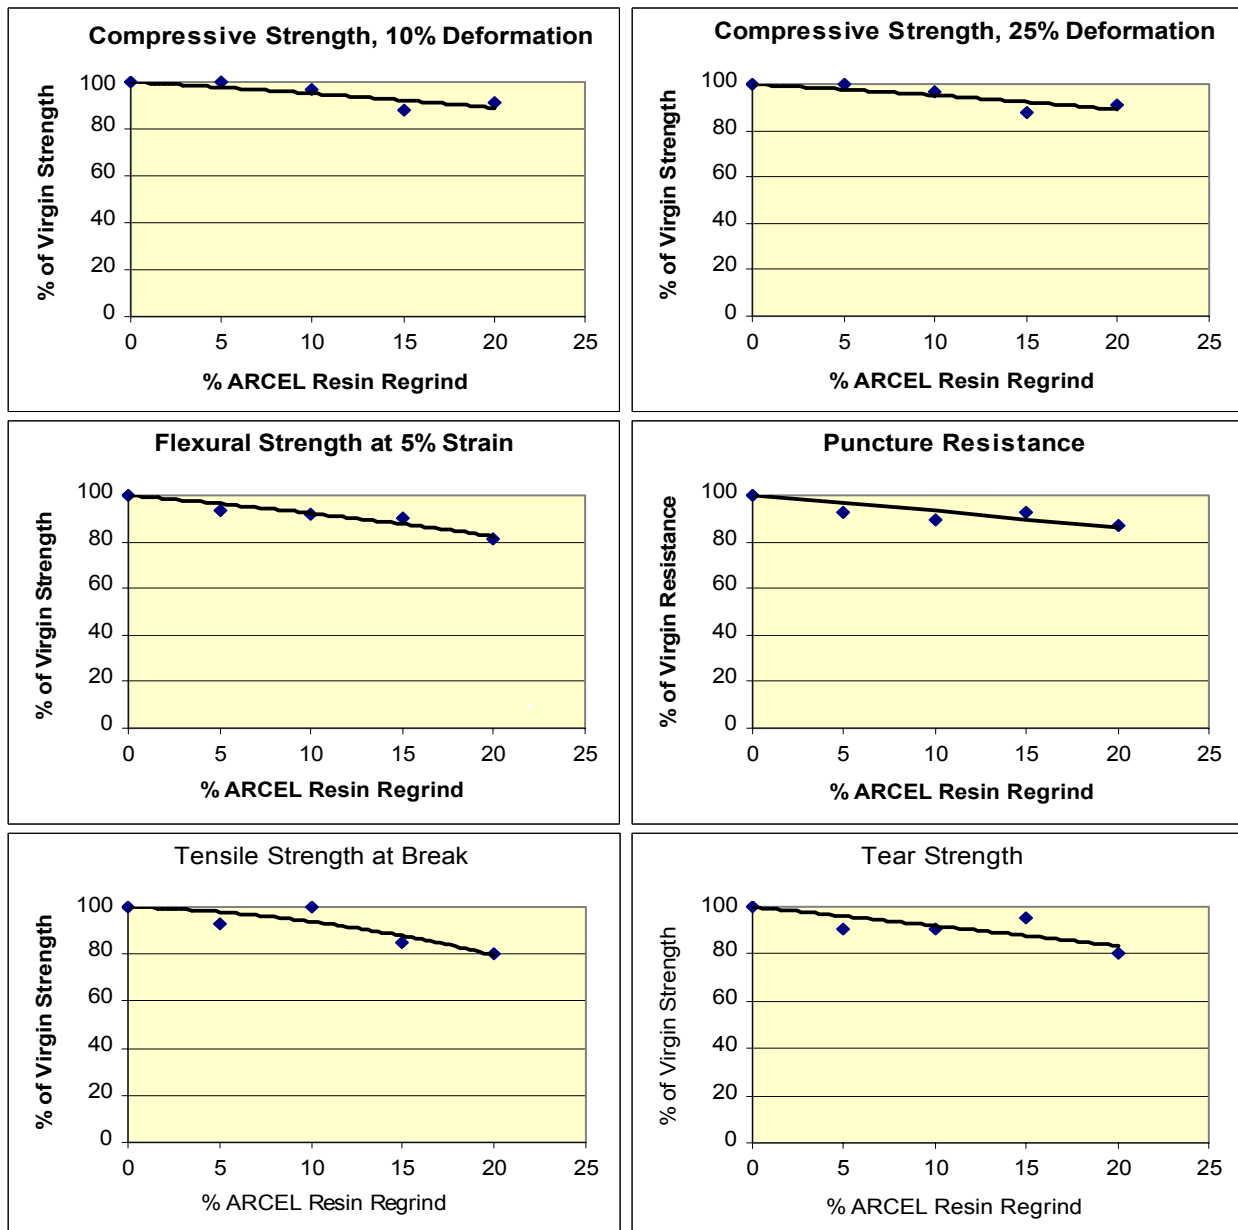 Compressive Strength, 10% Deformation
% of Virgin Strength
100
80
60
40
20
0
0 5 10 15 20 25
% ARCEL Resin Regrind
Compressive Strength, 25% Deformation
% of Virgin Strength
100
80
60
40
20
0
0 5 10 15 20 25
% ARCEL Resin Regrind
Flexural Strength at 5% Strain
% of Virgin Strength
100
80
60
40
20
0
0 5 10 15 20 25
% ARCEL Resin Regrind
Puncture Resistance
% of Virgin Resistance
100
80
60
40
20
0
0 5 10 15 20 25
% ARCEL Resin Regrind
Tensile Strength at Break
% of Virgin Strength
100
80
60
40
20
0
0 5 10 15 20 25
% ARCEL Resin Regrind
Tear Strength
% of Virgin Strength
100
80
60
40
20
0
0 5 10 15 20 25
% ARCEL Resin Regrind